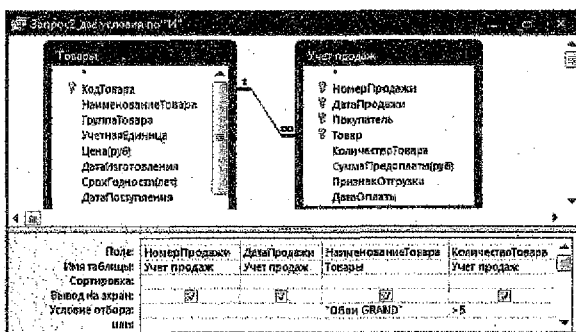 Запрос2_два условия по "И"
Товары
*
КодТовара
НаименованиеТовара
ГруппаТовара
УчетнаяЕдиница
Цена(руб)
ДатаИзготовления
СрокГодности(лет)
ДатаПоступления
1
∞
Учет продаж
*
НомерПродажи
ДатаПродажи
Покупатель
Товар
КоличествоТовара
СуммаПредоплаты(руб)
ПризнакОтгрузки
ДатаОплаты
Поле: НомерПродажи ДатаПродажи НаименованиеТовара КоличествоТовара
Имя таблицы: Учет продаж Учет продаж Товары Учет продаж
Сортировка:
Вывод на экран:
Условие отбора: "Обои GRAND" >5
или: